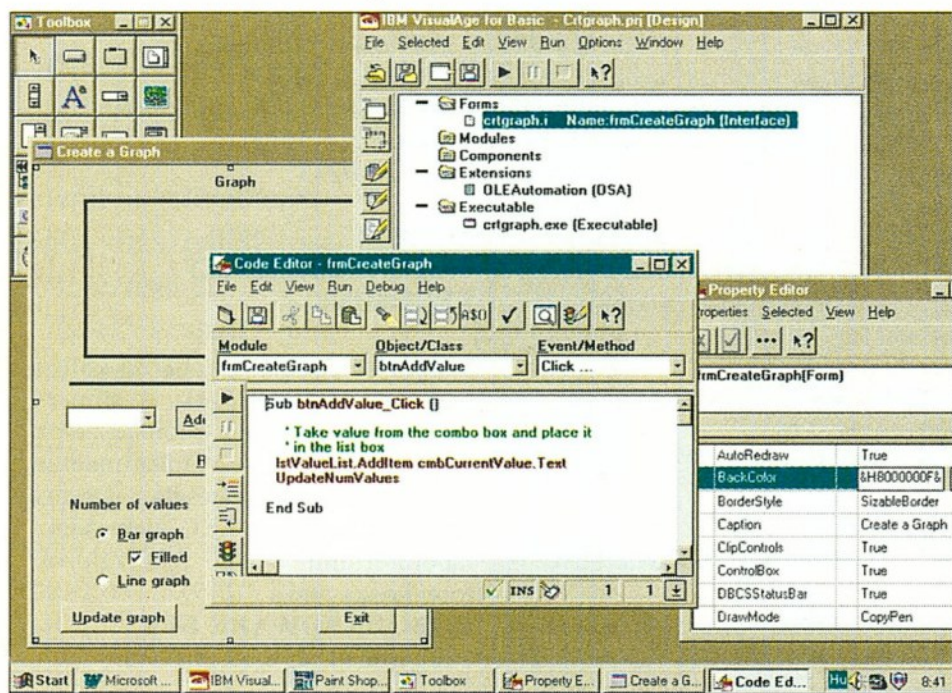 Toolbox
IBM VisualAge for Basic - Crtgraph.prj [Design]
File Selected Edit View Run Options Window Help
Forms
crtgraph.i Name:frmCreateGraph (Interface)
Modules
Components
Extensions
OLEAutomation (OSA)
Executable
crtgraph.exe (Executable)
Create a Graph
Graph
Number of values
Bar graph
Filled
Line graph
Update graph
Exit
Code Editor - frmCreateGraph
File Edit View Run Debug Help
Module Object/Class Event/Method
frmCreateGraph btnAddValue Click ...
Sub btnAddValue_Click ()
' Take value from the combo box and place it
' in the list box
lstValueList.AddItem cmbCurrentValue.Text
UpdateNumValues
End Sub
INS 1 1
Property Editor
Selected View Help
frmCreateGraph(Form)
AutoRedraw True
BackColor &H8000000F&
BorderStyle SizableBorder
Caption Create a Graph
ClipControls True
ControlBox True
DBCSStatusBar True
DrawMode CopyPen
Start Microsoft ... IBM Visual... Paint Shop... Toolbox Property E... Create a G... Code Ed... Hu 8:41